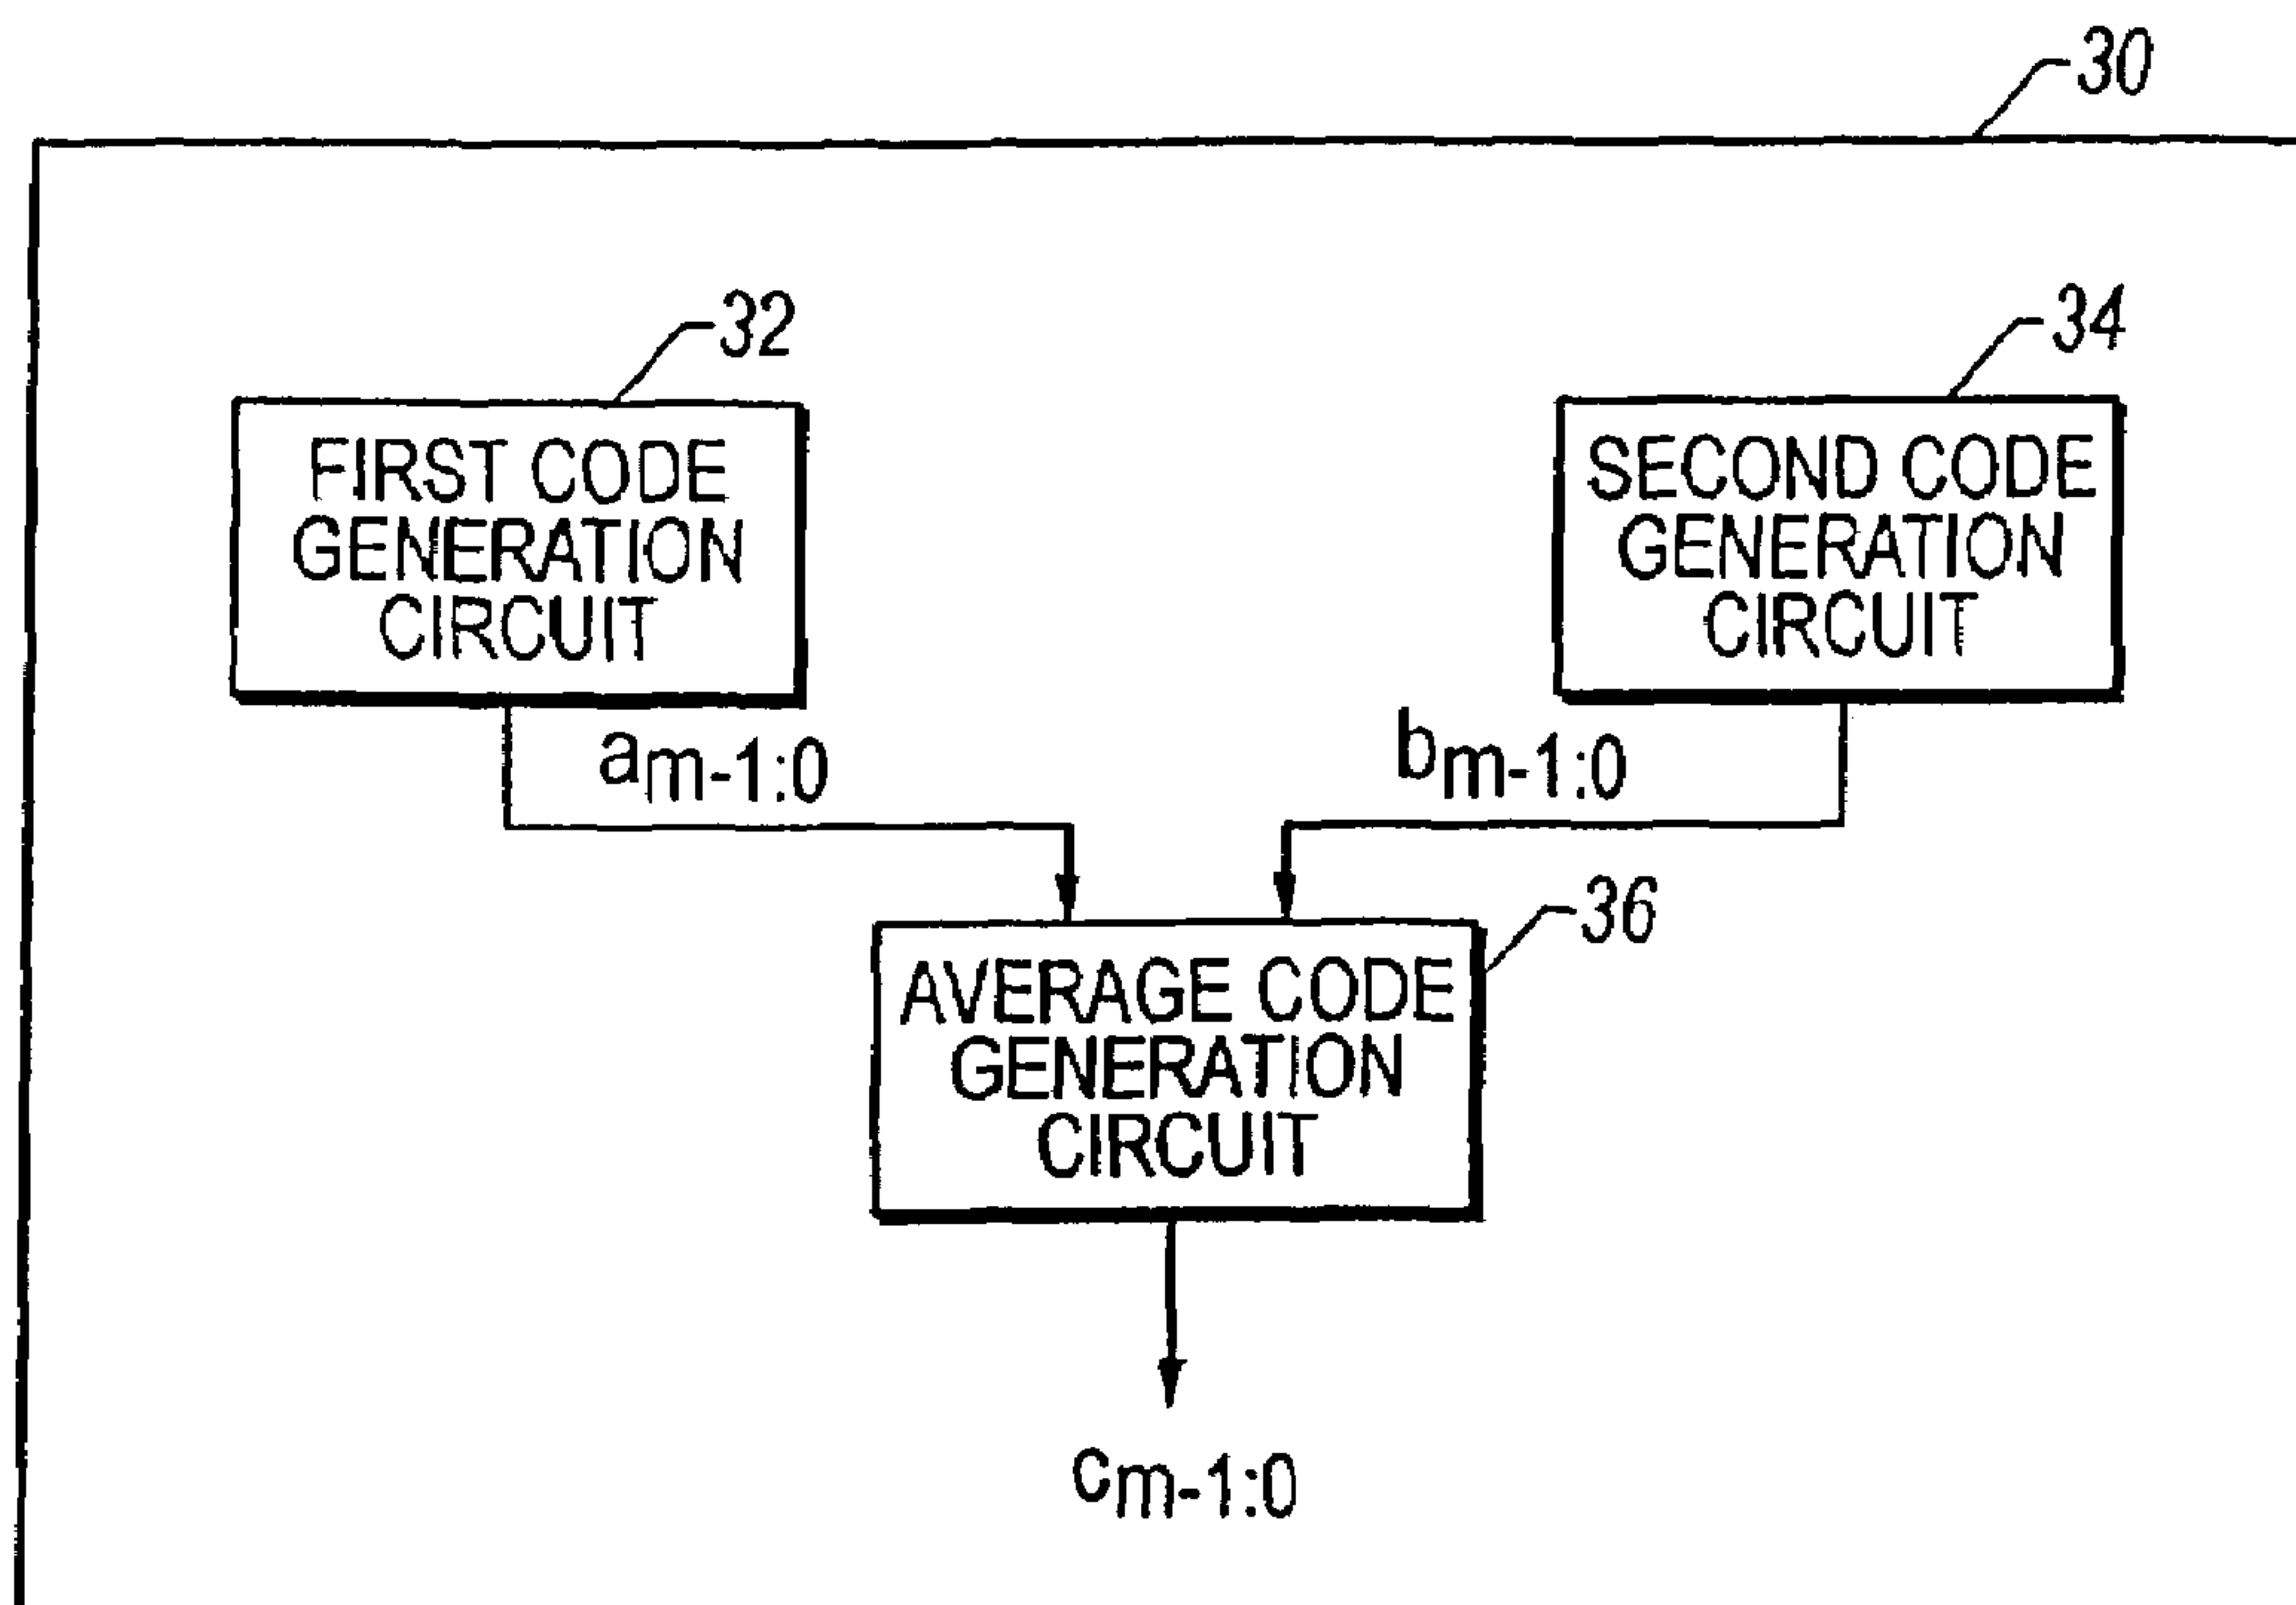 30
32
34
FIRST CODE
GENERATION
CIRCUIT
SECOND CODE
GENERATION
CIRCUIT
am-1:0
bm-1:0
36
AVERAGE CODE
GENERATION
CIRCUIT
cm-1:0